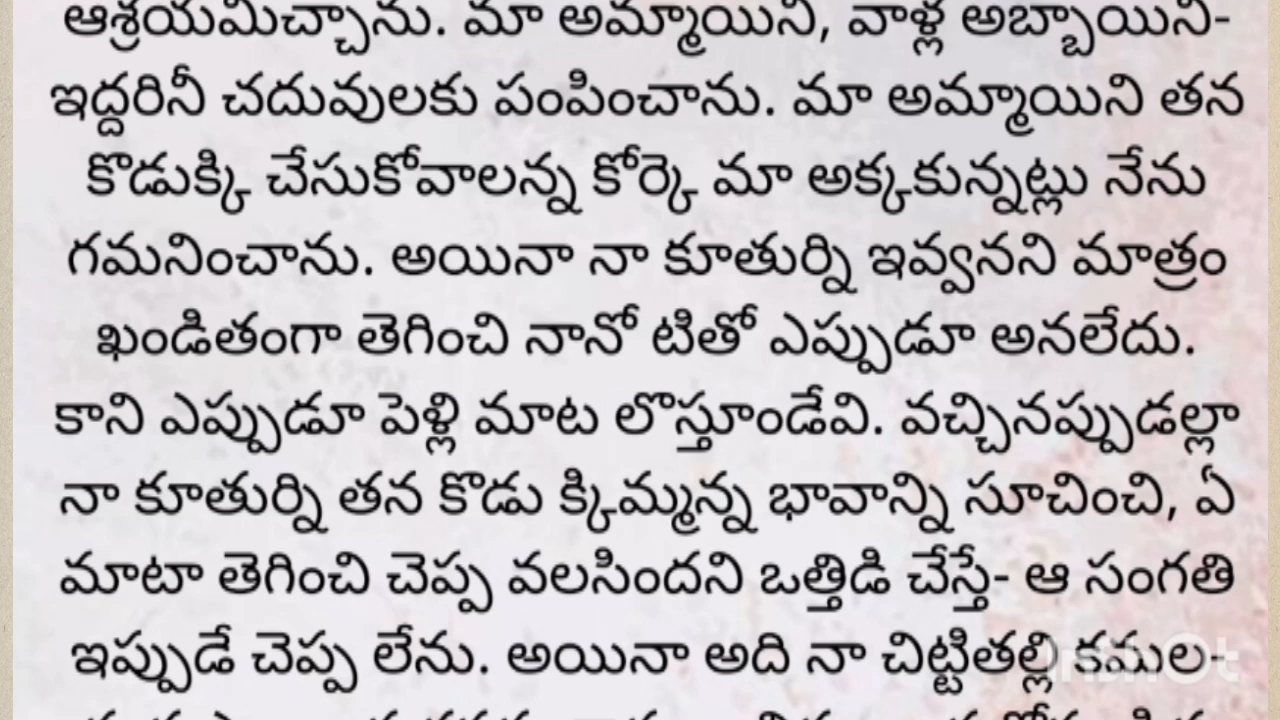 ఆశ్రయమిచ్చాను. మా అమ్మాయిని, వాళ్ల అబ్బాయిని-
ఇద్దరినీ చదువులకు పంపించాను. మా అమ్మాయిని తన
కొడుక్కి చేసుకోవాలన్న కోర్కె మా అక్కకున్నట్లు నేను
గమనించాను. అయినా నా కూతుర్ని ఇవ్వనని మాత్రం
ఖండితంగా తెగించి నానో టితో ఎప్పుడూ అనలేదు.
కాని ఎప్పుడూ పెళ్లి మాట లొస్తూండేవి. వచ్చినప్పుడల్లా
నా కూతుర్ని తన కొడు క్కిమ్మన్న భావాన్ని సూచించి, ఏ
మాటా తెగించి చెప్ప వలసిందని ఒత్తిడి చేస్తే- ఆ సంగతి
ఇప్పుడే చెప్ప లేను. అయినా అది నా చిట్టితల్లి కమల-
InShOt